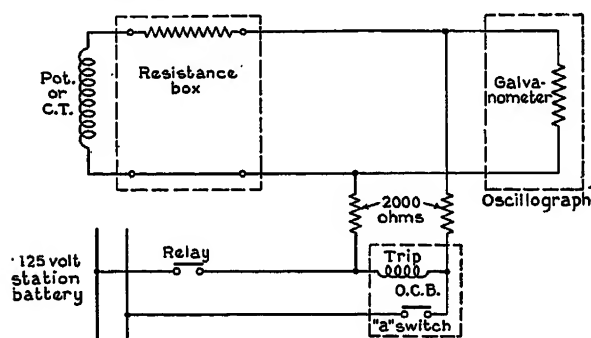 Pot.
or
C.T.
Resistance
box
Galva-
nometer
Oscillograph
2000
ohms
125 volt
station
battery
Relay
Trip
O.C.B.
"a" switch